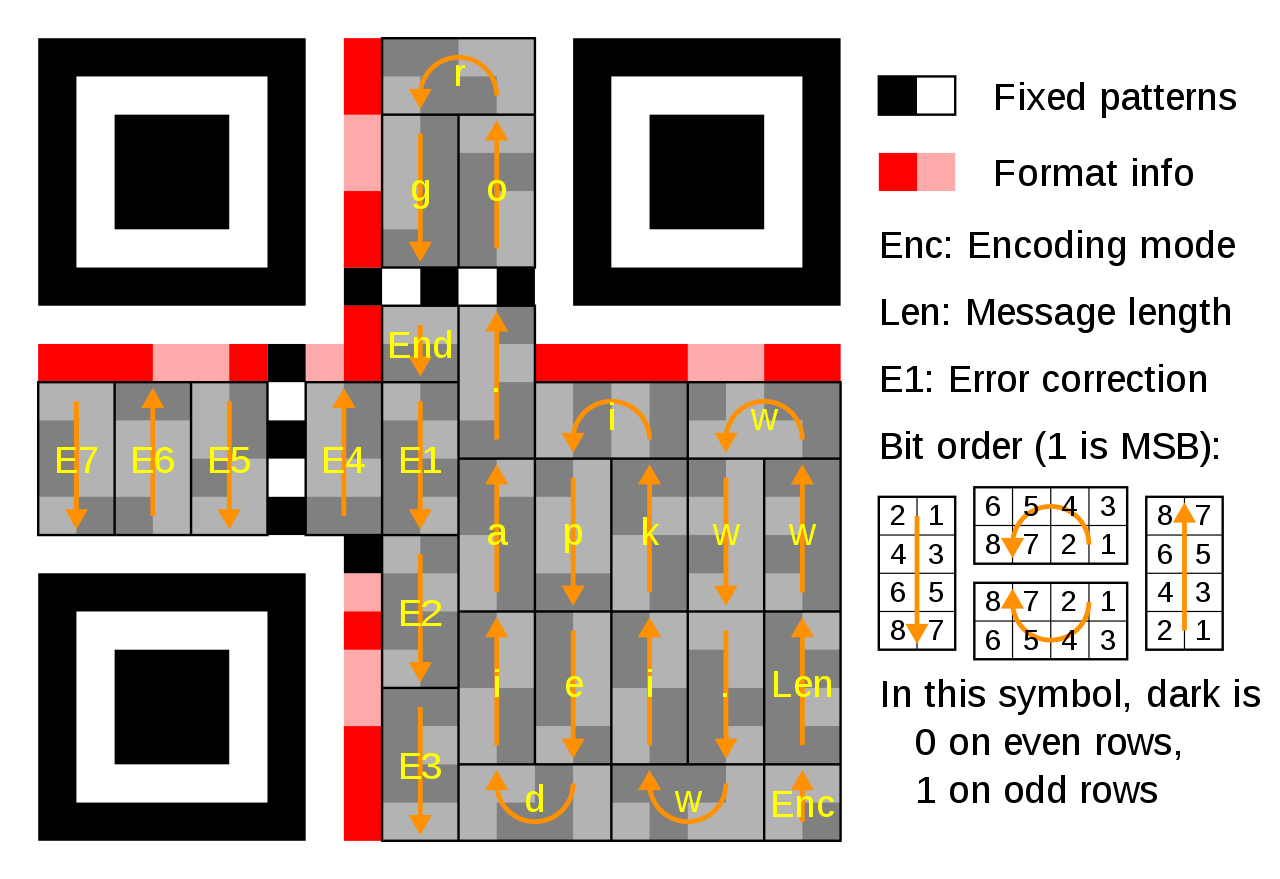 r
g o
End .
E7 E6 E5 E4 E1 i w
a p k w w
E2
i e i . Len
E3 d w Enc
Fixed patterns
Format info
Enc: Encoding mode
Len: Message length
E1: Error correction
Bit order (1 is MSB):
2 1
4 3
6 5
8 7
6 5 4 3
8 7 2 1
8 7 2 1
6 5 4 3
8 7
6 5
4 3
2 1
In this symbol, dark is
0 on even rows,
1 on odd rows